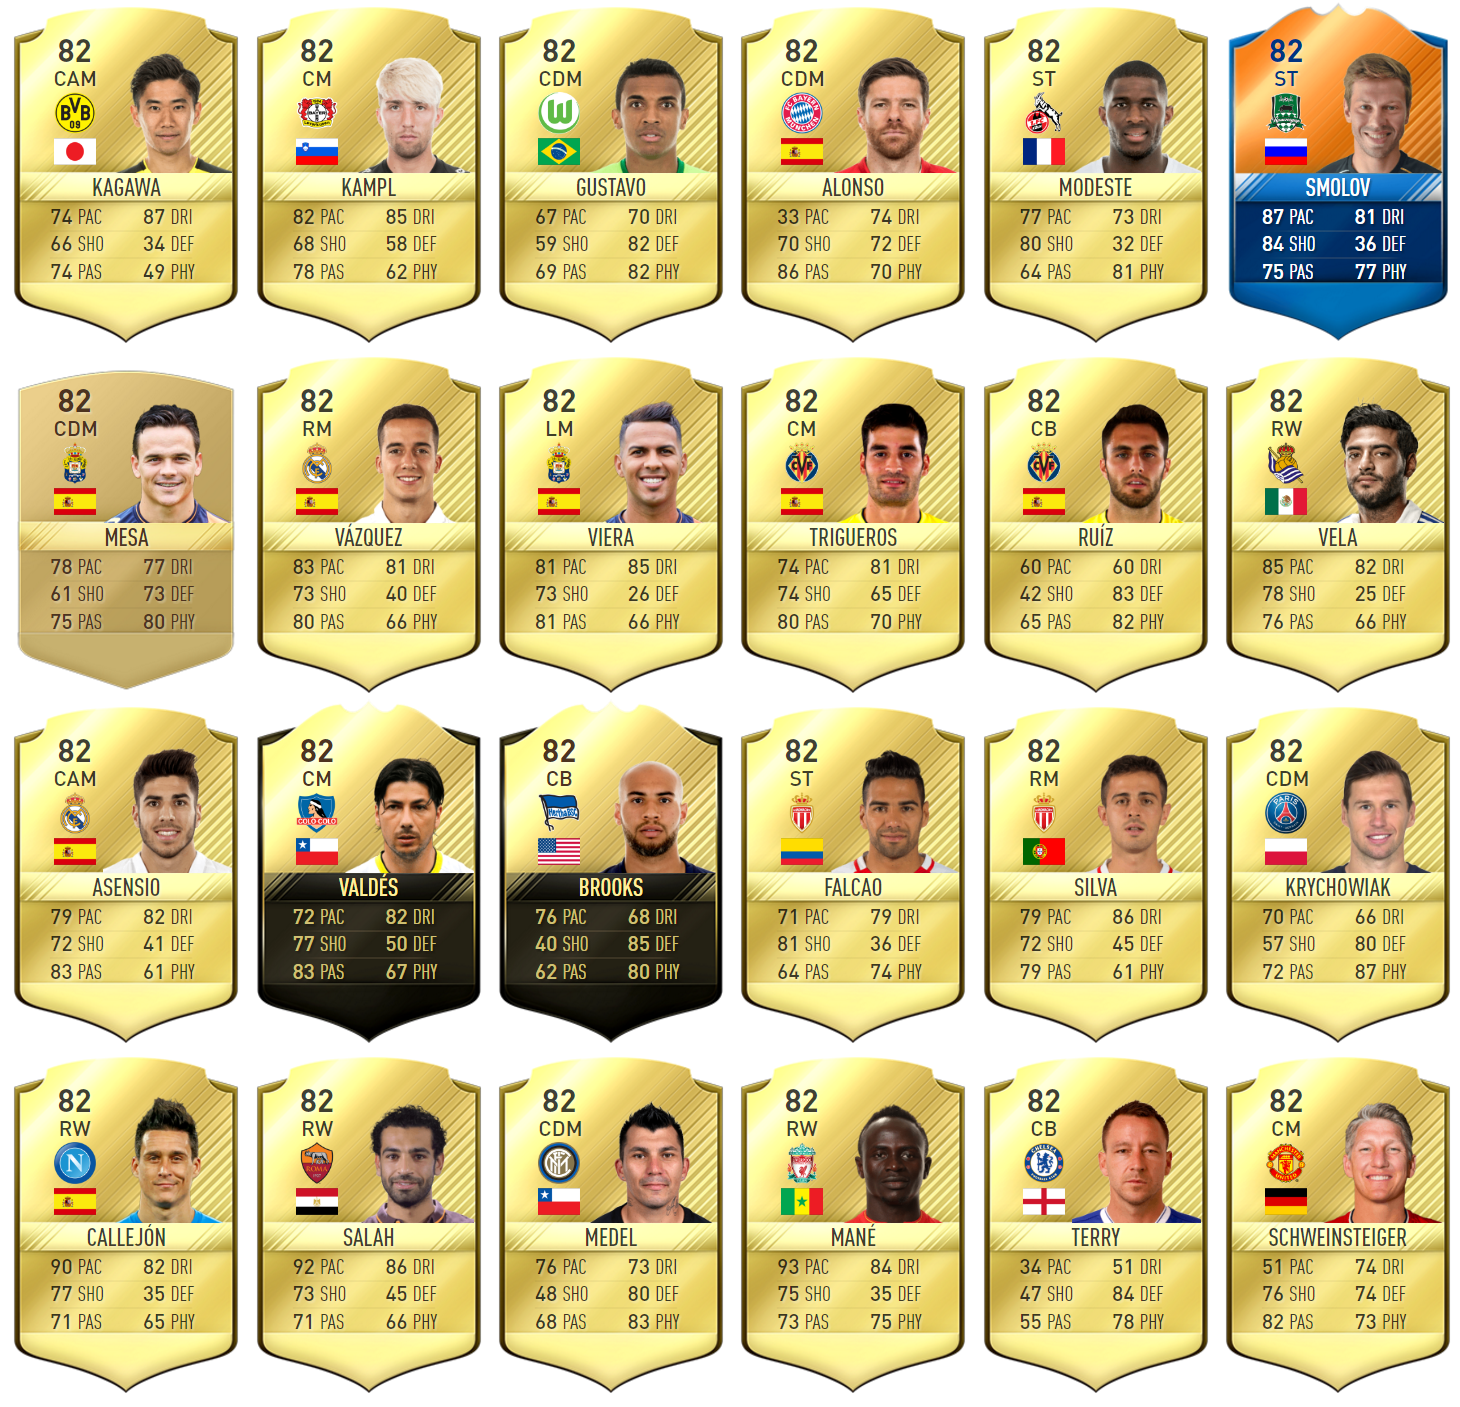 82 CAM
BVB 09
KAGAWA
74 PAC 87 DRI
66 SHO 34 DEF
74 PAS 49 PHY
82 CM
KAMPL
82 PAC 85 DRI
68 SHO 58 DEF
78 PAS 62 PHY
82 CDM
GUSTAVO
67 PAC 70 DRI
59 SHO 82 DEF
69 PAS 82 PHY
82 CDM
FC BAYERN MÜNCHEN
ALONSO
33 PAC 74 DRI
70 SHO 72 DEF
86 PAS 70 PHY
82 ST
MODESTE
77 PAC 73 DRI
80 SHO 32 DEF
64 PAS 81 PHY
82 ST
SMOLOV
87 PAC 81 DRI
84 SHO 36 DEF
75 PAS 77 PHY
82 CDM
MESA
78 PAC 77 DRI
61 SHO 73 DEF
75 PAS 80 PHY
82 RM
VÁZQUEZ
83 PAC 81 DRI
73 SHO 40 DEF
80 PAS 66 PHY
82 LM
VIERA
81 PAC 85 DRI
73 SHO 26 DEF
81 PAS 66 PHY
82 CM
TRIGUEROS
74 PAC 81 DRI
74 SHO 65 DEF
80 PAS 70 PHY
82 CB
RUÍZ
60 PAC 60 DRI
42 SHO 83 DEF
65 PAS 82 PHY
82 RW
VELA
85 PAC 82 DRI
78 SHO 25 DEF
76 PAS 66 PHY
82 CAM
ASENSIO
79 PAC 82 DRI
72 SHO 41 DEF
83 PAS 61 PHY
82 CM
COLO COLO
VALDÉS
72 PAC 82 DRI
77 SHO 50 DEF
83 PAS 67 PHY
82 CB
BROOKS
76 PAC 68 DRI
40 SHO 85 DEF
62 PAS 80 PHY
82 ST
FALCAO
71 PAC 79 DRI
81 SHO 36 DEF
64 PAS 74 PHY
82 RM
SILVA
79 PAC 86 DRI
72 SHO 45 DEF
79 PAS 61 PHY
82 CDM
PARIS
KRYCHOWIAK
70 PAC 66 DRI
57 SHO 80 DEF
72 PAS 87 PHY
82 RW
N
CALLEJÓN
90 PAC 82 DRI
77 SHO 35 DEF
71 PAS 65 PHY
82 RW
ROMA
SALAH
92 PAC 86 DRI
73 SHO 45 DEF
71 PAS 66 PHY
82 CDM
MEDEL
76 PAC 73 DRI
48 SHO 80 DEF
68 PAS 83 PHY
82 RW
MANÉ
93 PAC 84 DRI
75 SHO 35 DEF
73 PAS 75 PHY
82 CB
CHELSEA
TERRY
34 PAC 51 DRI
47 SHO 84 DEF
55 PAS 78 PHY
82 CM
SCHWEINSTEIGER
51 PAC 74 DRI
76 SHO 74 DEF
82 PAS 73 PHY